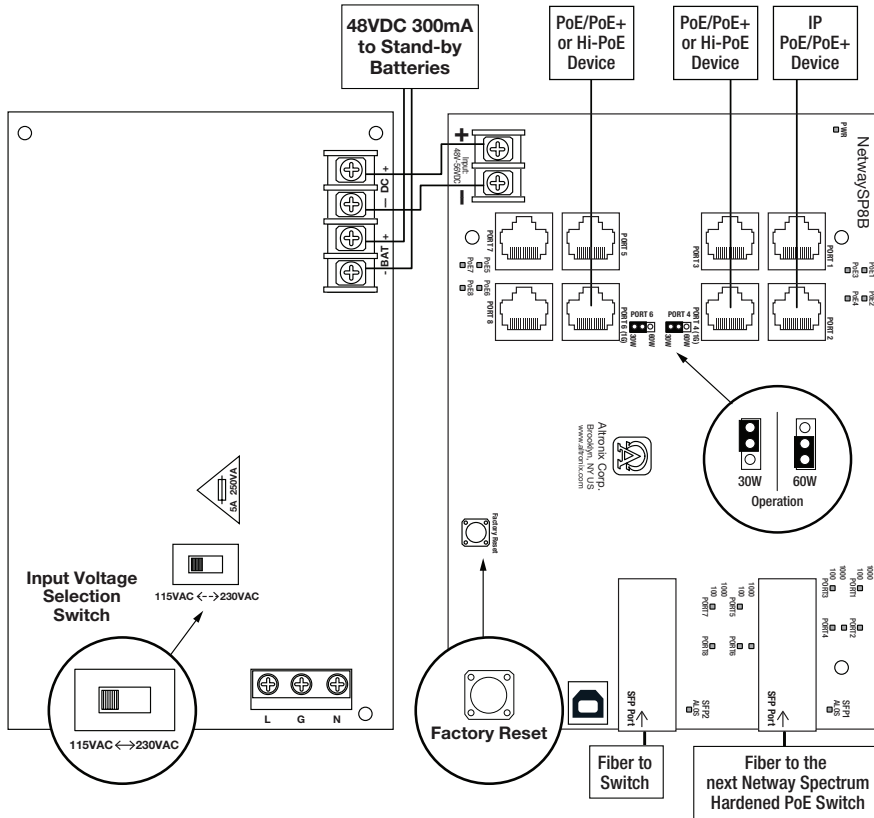 48VDC 300mA
to Stand-by
Batteries
PoE/PoE+
or Hi-PoE
Device
PoE/PoE+
or Hi-PoE
Device
IP
PoE/PoE+
Device
+ DC —
+ BAT -
+
Input:
48V-56VDC
–
PWR
NetwaySP8B
PORT 7
PORT 5
PORT 3
PORT 1
PoE7
PoE5
PoE8
PoE6
PoE3
PoE1
PoE4
PoE2
PORT 8
PORT 6 (1G)
PORT 6
30W
60W
PORT 4
30W
60W
PORT 4 (1G)
PORT 2
30W
60W
Operation
Altronix Corp.
Brooklyn, NY US
www.altronix.com
5A 250VA
Factory Reset
Input Voltage
Selection
Switch
115VAC <--> 230VAC
115VAC ↔ 230VAC
L G N
Factory Reset
SFP Port →
100
1000
100
1000
PORT7
PORT5
PORT8
PORT6
SFP2
ALOS
SFP Port →
100
1000
100
1000
PORT3
PORT1
PORT4
PORT2
SFP1
ALOS
Fiber to
Switch
Fiber to the
next Netway Spectrum
Hardened PoE Switch